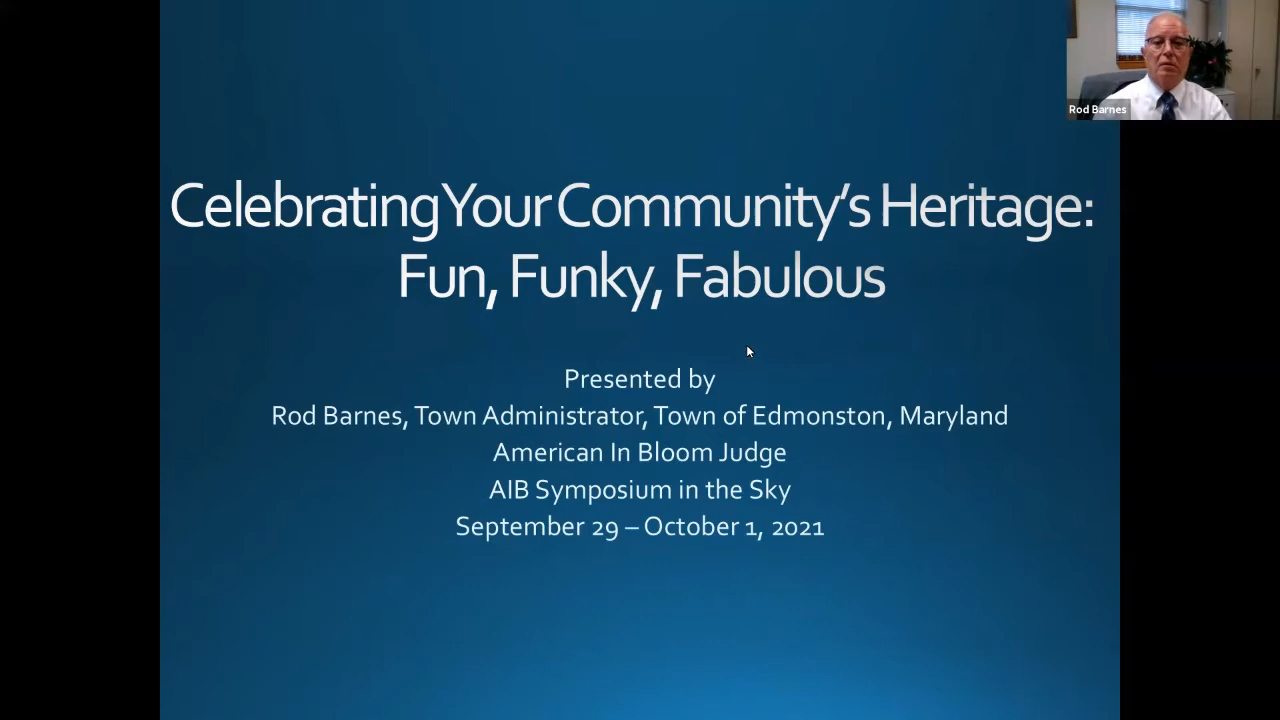 Rod Barnes
Celebrating Your Community's Heritage:
Fun, Funky, Fabulous
Presented by
Rod Barnes, Town Administrator, Town of Edmonston, Maryland
American In Bloom Judge
AIB Symposium in the Sky
September 29 – October 1, 2021